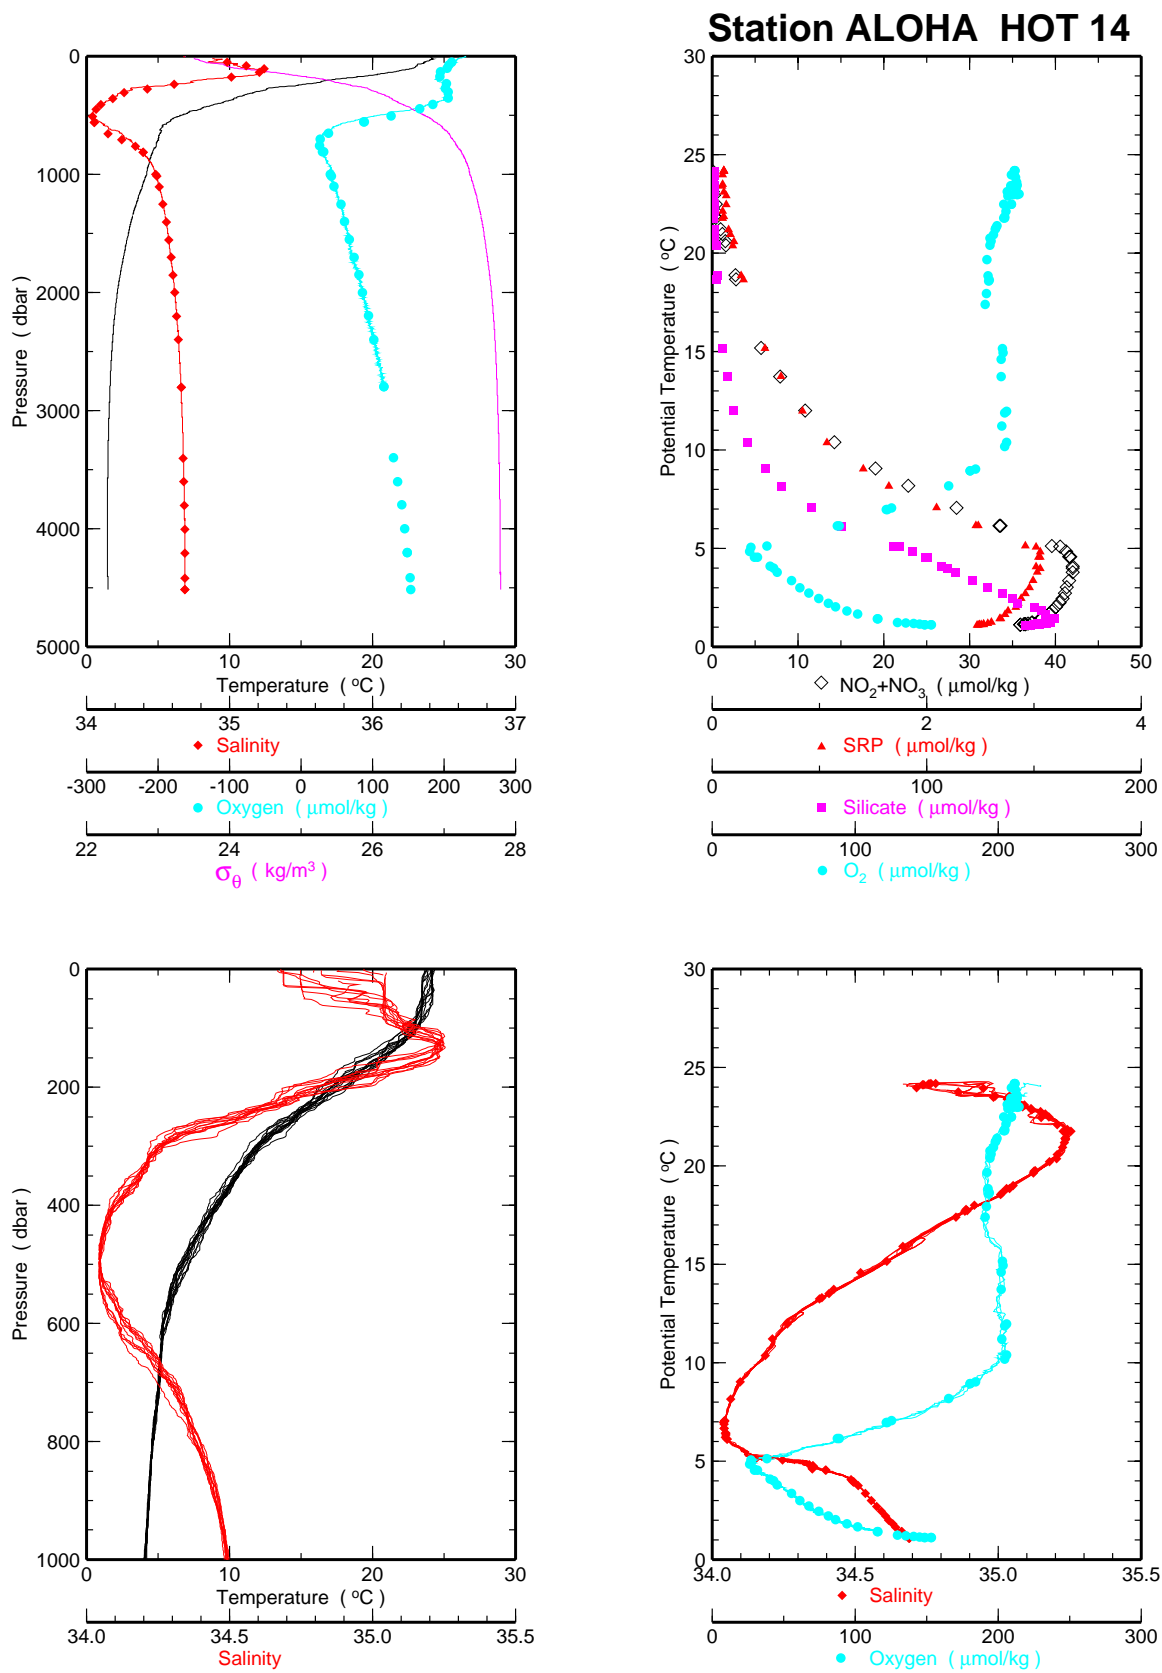 Station ALOHA HOT 14
0
1000
2000
3000
4000
5000
Pressure ( dbar)
0 10 20 30
Temperature ( °C)
34 35 36 37
Salinity
-300 -200 -100 0 100 200 300
Oxygen ( μmol/kg)
22 23 24 25 26 27 28
σθ ( kg/m³)
30
25
20
15
10
5
0
Potential Temperature ( °C)
0 10 20 30 40 50
NO₂+NO₃ ( μmol/kg)
0 2 4
SRP ( μmol/kg)
0 100 200
Silicate ( μmol/kg)
0 100 200 300
O₂ ( μmol/kg)
0
200
400
600
800
1000
Pressure ( dbar)
0 10 20 30
Temperature ( °C)
34.0 34.5 35.0 35.5
Salinity
30
25
20
15
10
5
0
Potential Temperature ( °C)
34.0 34.5 35.0 35.5
Salinity
0 100 200 300
Oxygen ( μmol/kg)